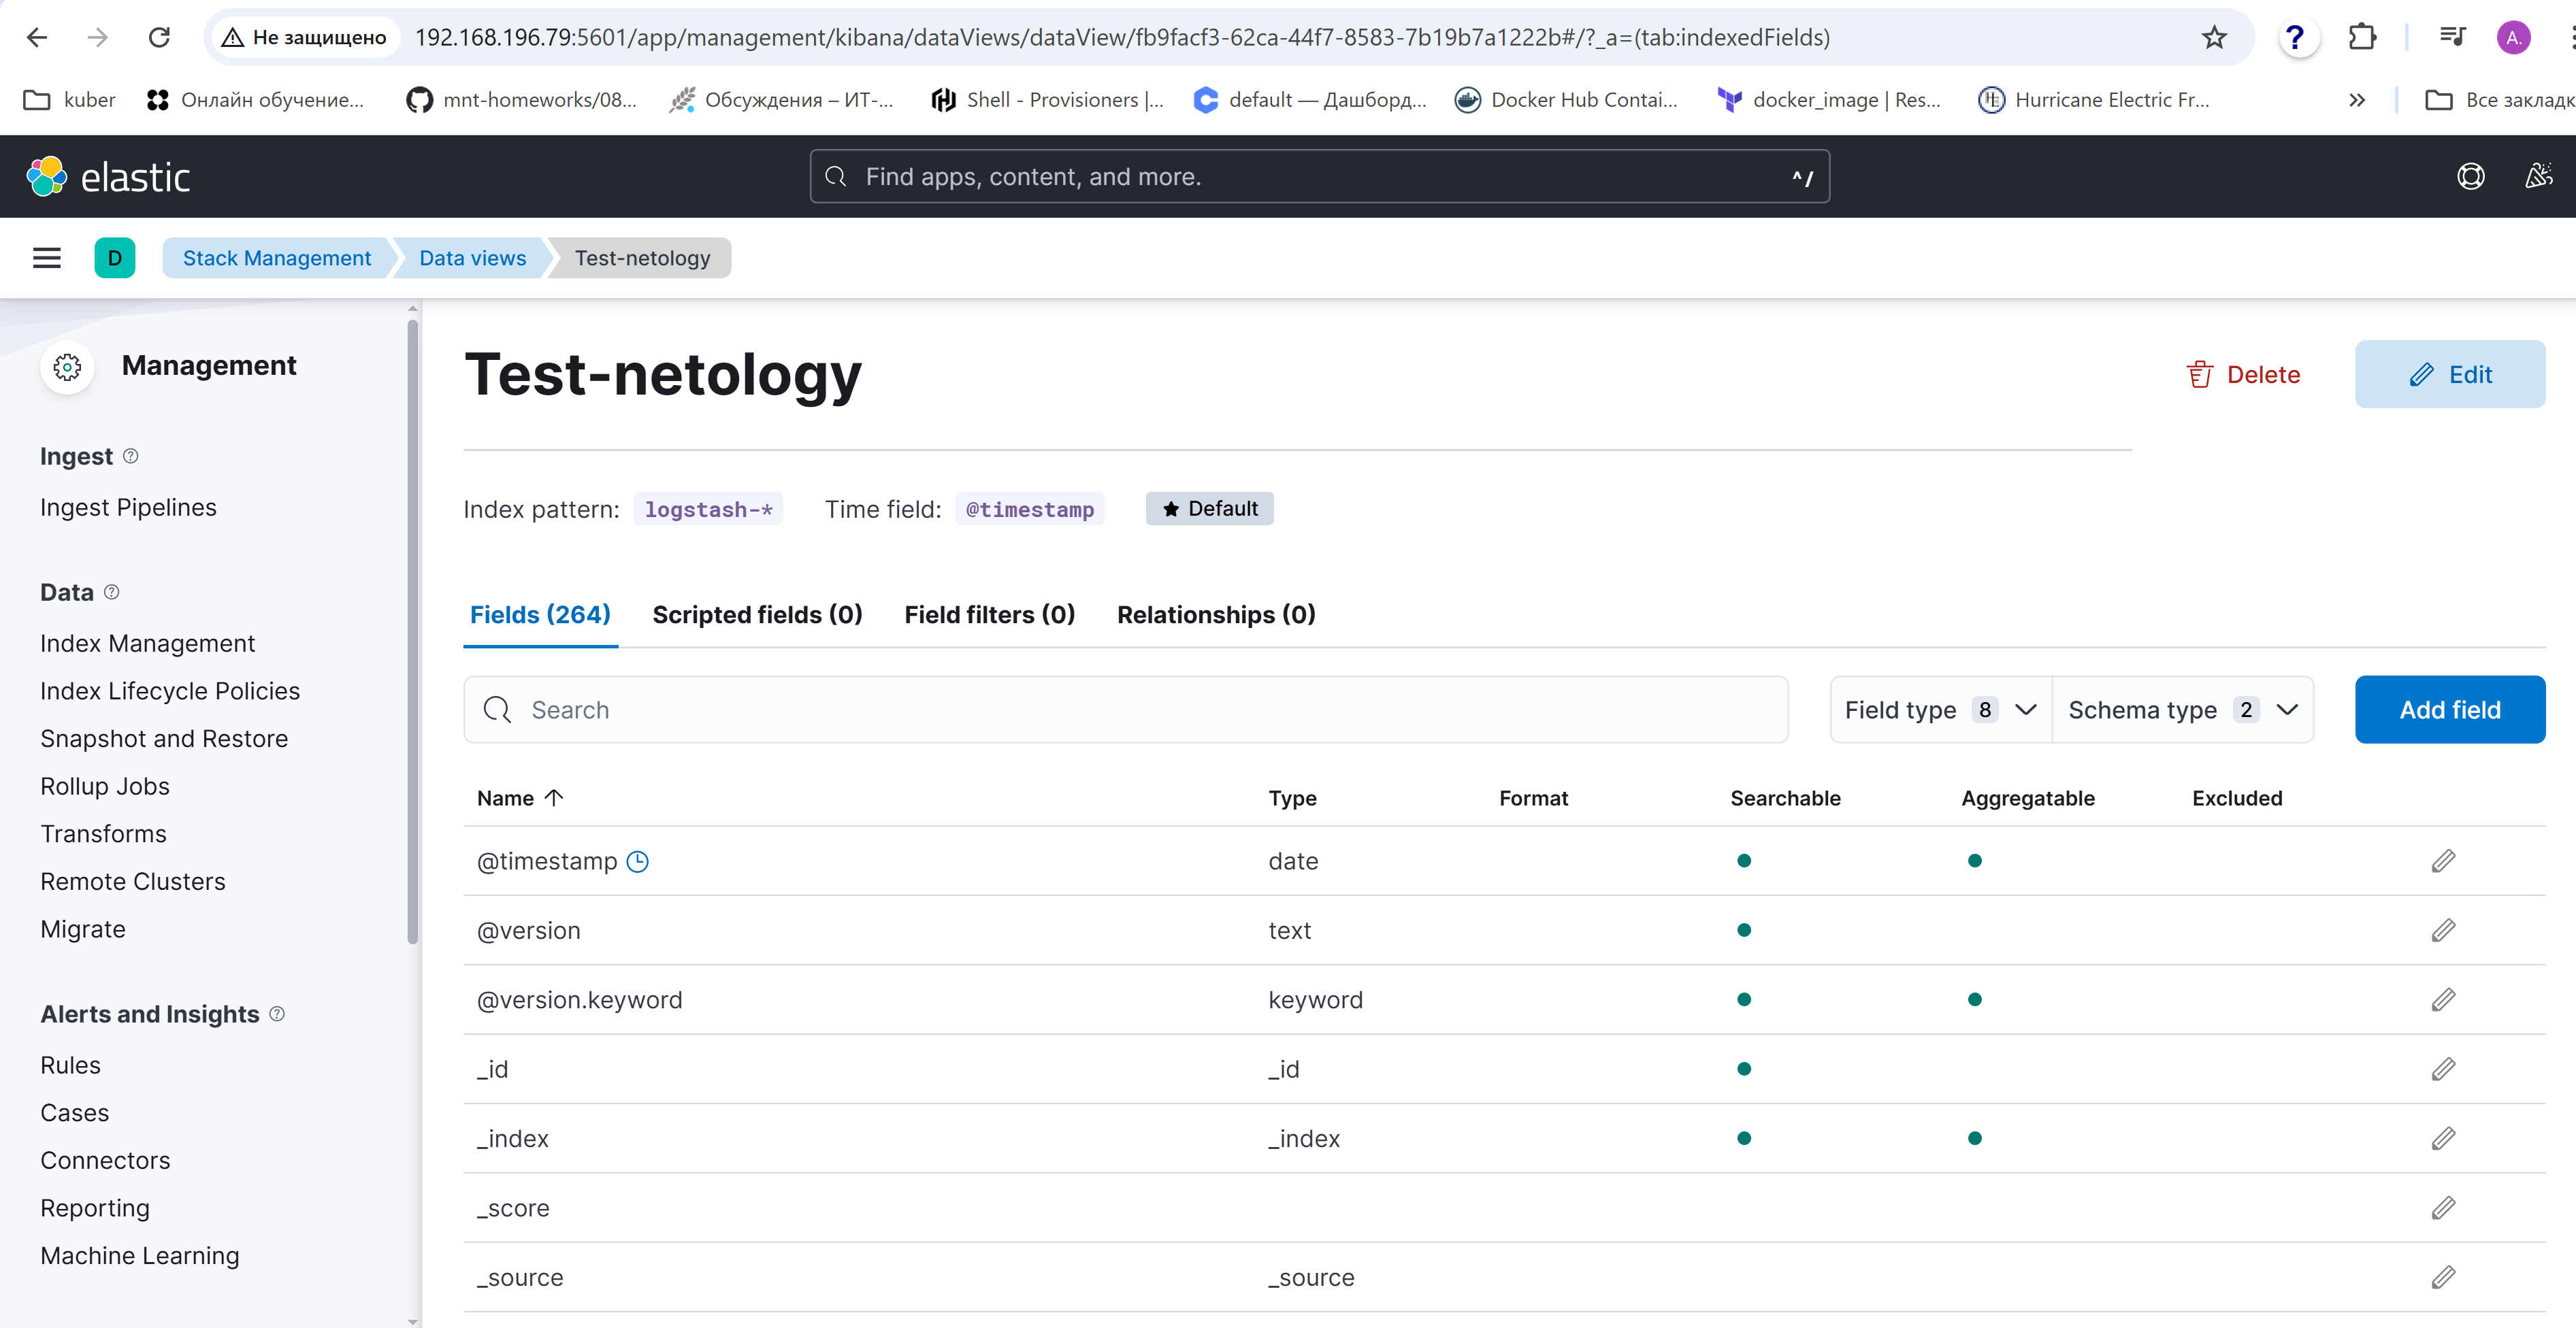 Не защищено 192.168.196.79:5601/app/management/kibana/dataViews/dataView/fb9facf3-62ca-44f7-8583-7b19b7a1222b#/?_a=(tab:indexedFields) ? A.
kuber Онлайн обучение... mnt-homeworks/08... Обсуждения – ИТ-... Shell - Provisioners |... default — Дашборд... Docker Hub Contai... docker_image | Res... Hurricane Electric Fr... » Все закладк
elastic Find apps, content, and more. ^/
D Stack Management Data views Test-netology
Management
Ingest
Ingest Pipelines
Data
Index Management
Index Lifecycle Policies
Snapshot and Restore
Rollup Jobs
Transforms
Remote Clusters
Migrate
Alerts and Insights
Rules
Cases
Connectors
Reporting
Machine Learning
Test-netology Delete Edit
Index pattern: logstash-* Time field: @timestamp Default
Fields (264) Scripted fields (0) Field filters (0) Relationships (0)
Search Field type 8 Schema type 2 Add field
Name Type Format Searchable Aggregatable Excluded
@timestamp date
@version text
@version.keyword keyword
_id _id
_index _index
_score
_source _source